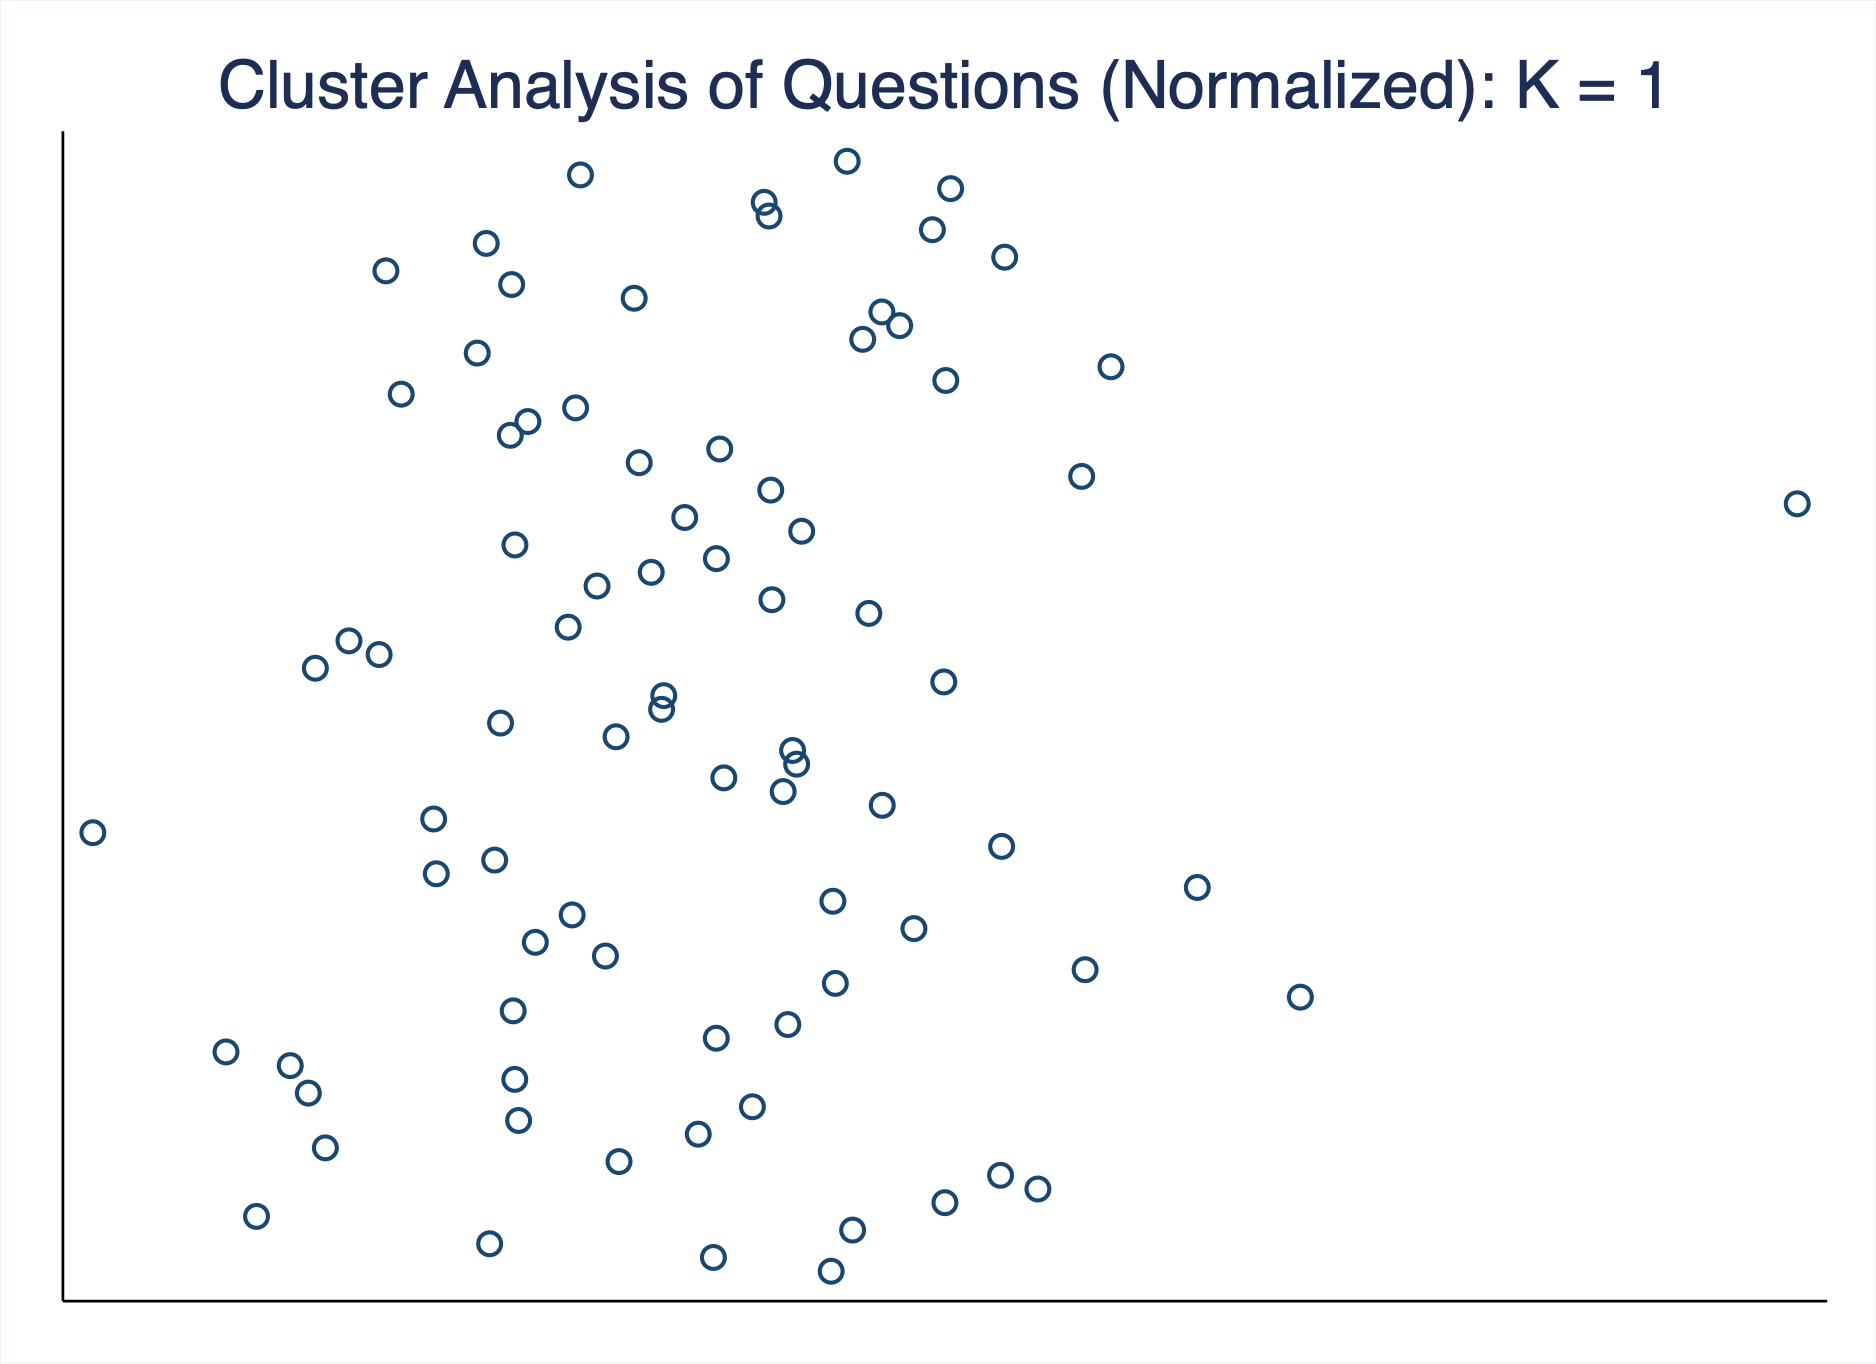 Cluster Analysis of Questions (Normalized): K = 1